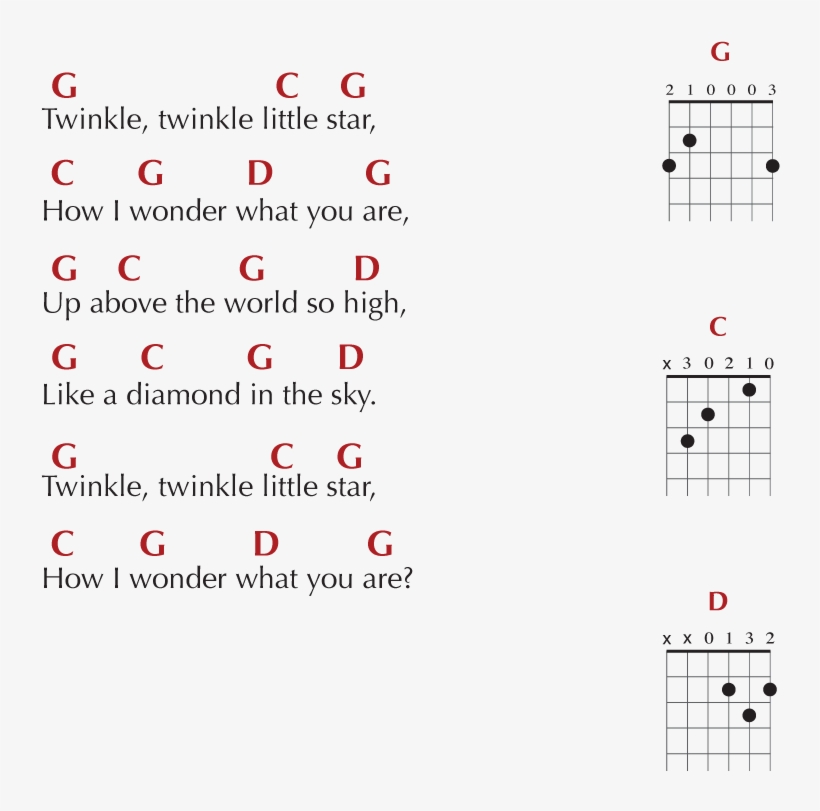 G C G
Twinkle, twinkle little star,
C G D G
How I wonder what you are,
G C G D
Up above the world so high,
G C G D
Like a diamond in the sky.
G C G
Twinkle, twinkle little star,
C G D G
How I wonder what you are?
G
2 1 0 0 0 3
C
x 3 0 2 1 0
D
x x 0 1 3 2